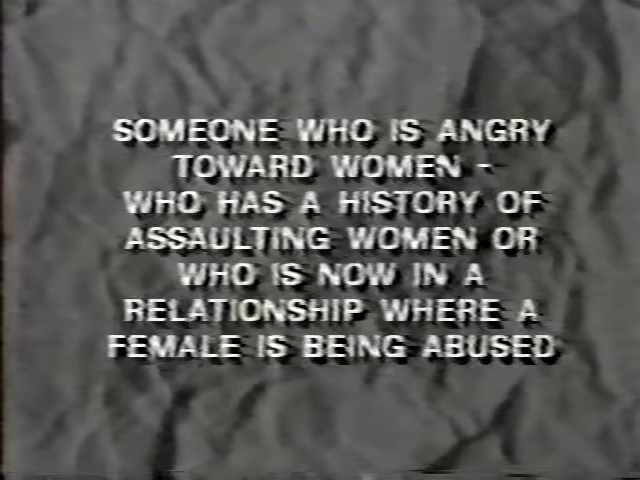 SOMEONE WHO IS ANGRY
TOWARD WOMEN -
WHO HAS A HISTORY OF
ASSAULTING WOMEN OR
WHO IS NOW IN A
RELATIONSHIP WHERE A
FEMALE IS BEING ABUSED